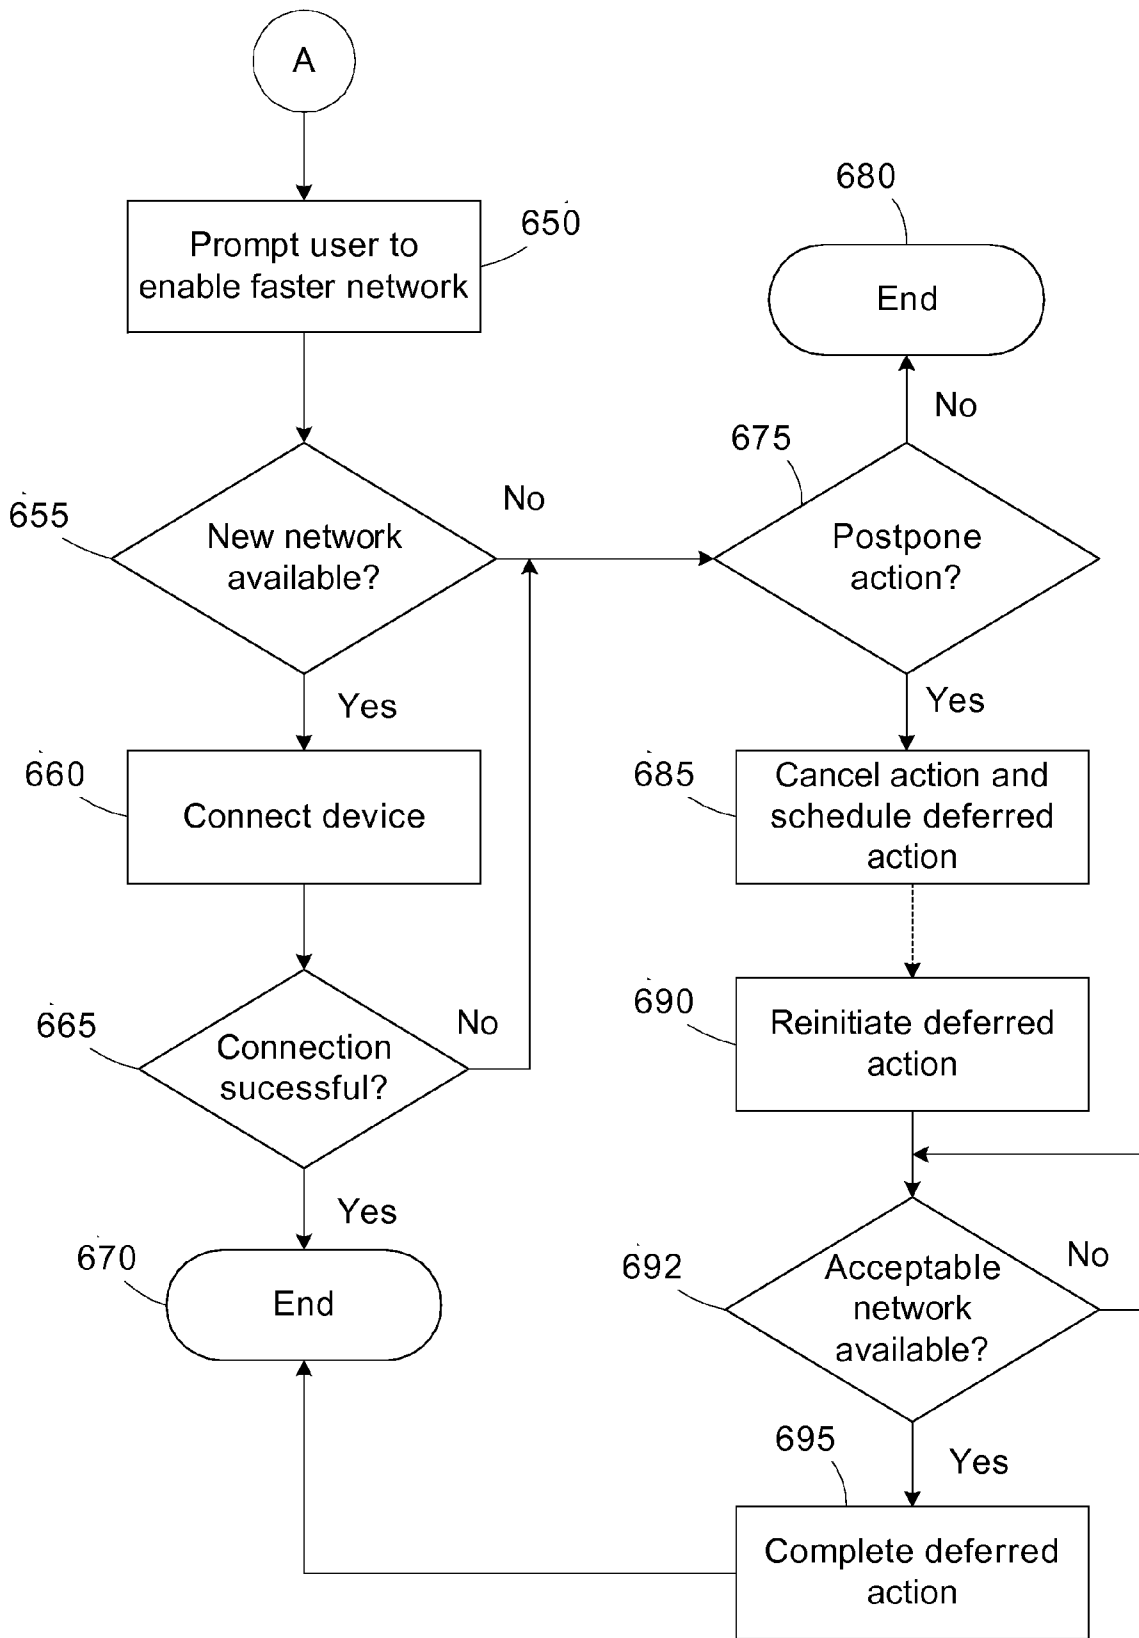 A
650
Prompt user to
enable faster network
655
New network
available?
No
Yes
660
Connect device
665
Connection
sucessful?
No
Yes
670
End
680
End
No
675
Postpone
action?
Yes
685
Cancel action and
schedule deferred
action
690
Reinitiate deferred
action
692
Acceptable
network
available?
No
Yes
695
Complete deferred
action